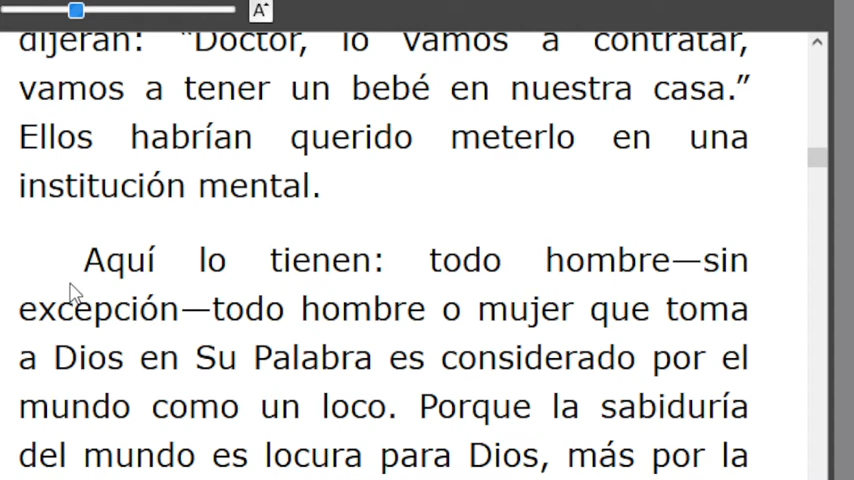 A
dijeran: "Doctor, lo vamos a contratar,
vamos a tener un bebé en nuestra casa.”
Ellos habrían querido meterlo en una
institución mental.
Aquí lo tienen: todo hombre—sin
excepción—todo hombre o mujer que toma
a Dios en Su Palabra es considerado por el
mundo como un loco. Porque la sabiduría
del mundo es locura para Dios, más por la